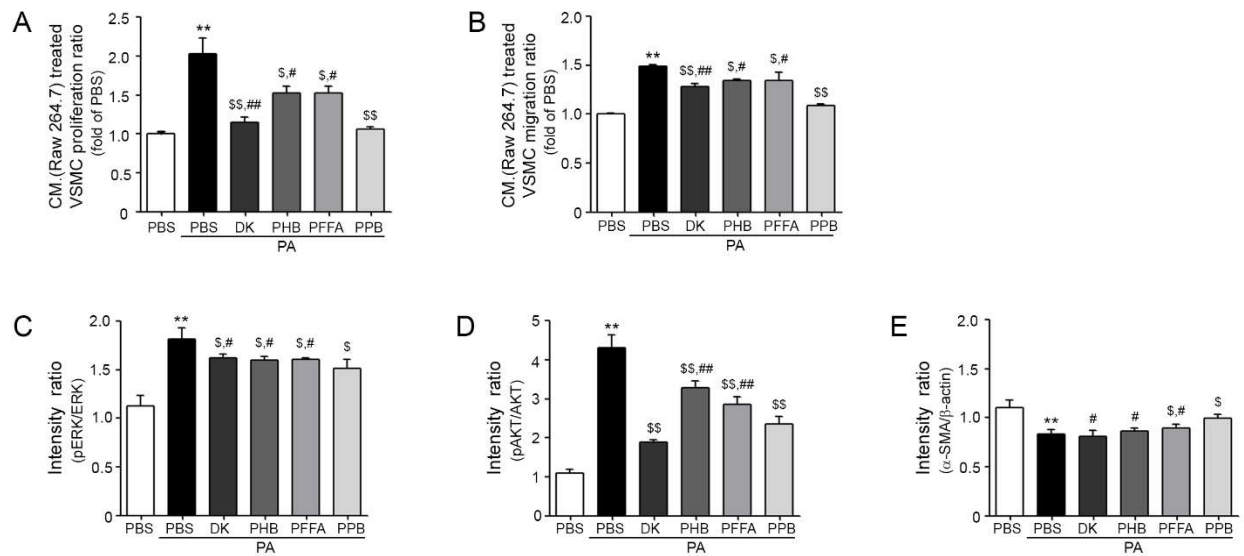 A
CM.(Raw 264.7) treated
VSMC proliferation ratio
(fold of PBS)
2.5
2.0
1.5
1.0
0.5
0
**
$$,##
$,#
$,#
$$
PBS PBS DK PHB PFFA PPB
PA
B
CM.(Raw 264.7) treated
VSMC migration ratio
(fold of PBS)
2.0
1.5
1.0
0.5
0
**
$$,##
$,#
$,#
$$
PBS PBS DK PHB PFFA PPB
PA
C
Intensity ratio
(pERK/ERK)
2.0
1.5
1.0
0.5
0
**
$,#
$,#
$,#
$
PBS PBS DK PHB PFFA PPB
PA
D
Intensity ratio
(pAKT/AKT)
5
4
3
2
1
0
**
$$
$$,##
$$,##
$$
PBS PBS DK PHB PFFA PPB
PA
E
Intensity ratio
(α-SMA/β-actin)
2.0
1.5
1.0
0.5
0
**
#
#
$,#
$
PBS PBS DK PHB PFFA PPB
PA